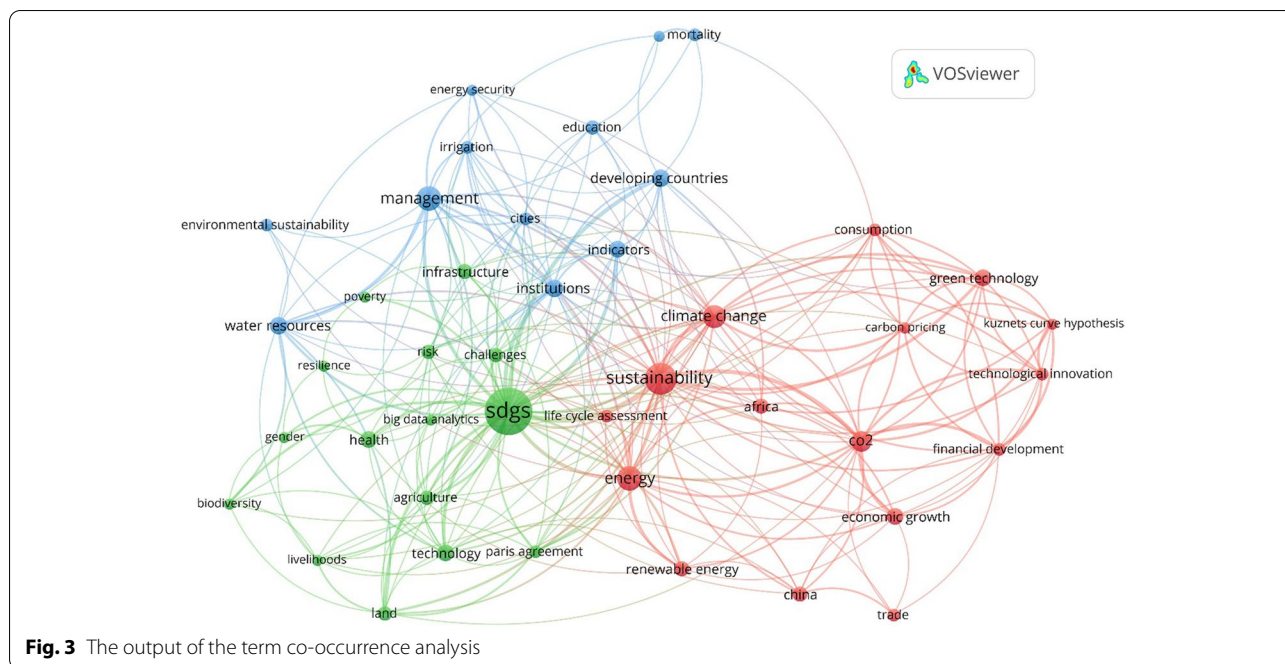 mortality
VOSviewer
energy security
education
irrigation
developing countries
management
cities
environmental sustainability
consumption
indicators
infrastructure
green technology
institutions
poverty
climate change
water resources
carbon pricing
kuznets curve hypothesis
risk
challenges
resilience
sustainability
technological innovation
sdgs
life cycle assessment
africa
big data analytics
gender
health
co2
financial development
energy
agriculture
biodiversity
economic growth
livelihoods
technology
paris agreement
renewable energy
china
land
trade
Fig. 3 The output of the term co-occurrence analysis